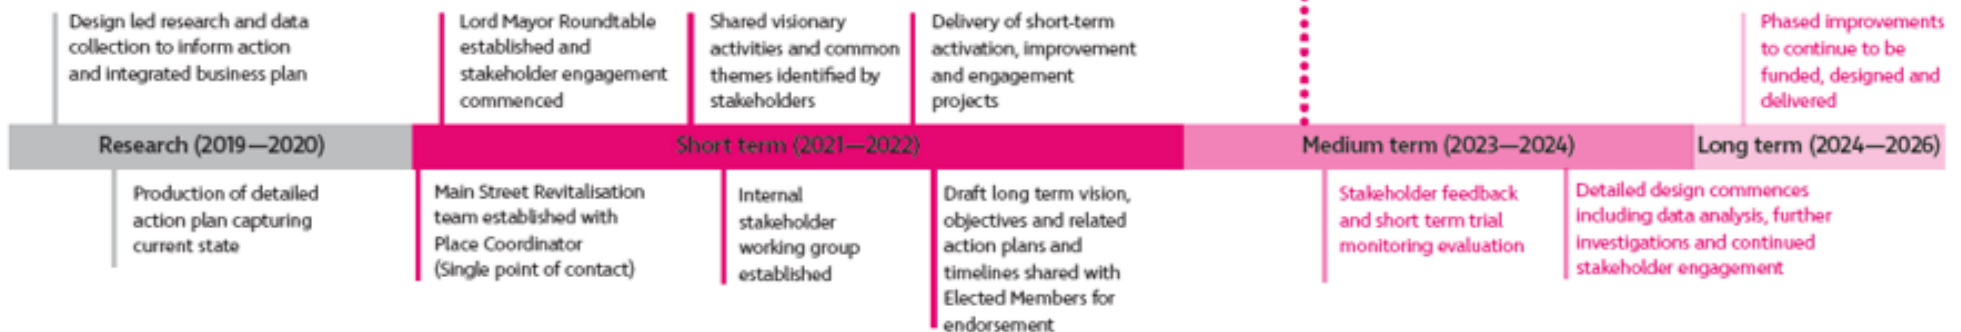 Design led research and data
collection to inform action
and integrated business plan
Lord Mayor Roundtable
established and
stakeholder engagement
commenced
Shared visionary
activities and common
themes identified by
stakeholders
Delivery of short-term
activation, improvement
and engagement
projects
Phased improvements
to continue to be
funded, designed and
delivered
Research (2019—2020)
Short term (2021—2022)
Medium term (2023—2024)
Long term (2024—2026)
Production of detailed
action plan capturing
current state
Main Street Revitalisation
team established with
Place Coordinator
(Single point of contact)
Internal
stakeholder
working group
established
Draft long term vision,
objectives and related
action plans and
timelines shared with
Elected Members for
endorsement
Stakeholder feedback
and short term trial
monitoring evaluation
Detailed design commences
including data analysis, further
investigations and continued
stakeholder engagement